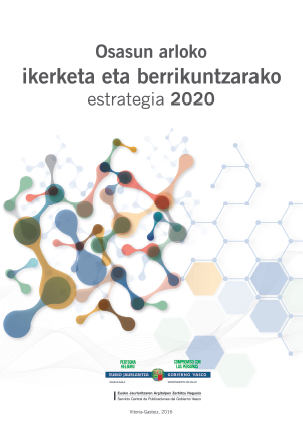 Osasun arloko
ikerketa eta berrikuntzarako
estrategia 2020
PERTSONA HELBURU
COMPROMISO CON LAS PERSONAS
EUSKO JAURLARITZA
GOBIERNO VASCO
Eusko Jaurlaritzaren Argitalpen Zerbitzu Nagusia
Servicio Central de Publicaciones del Gobierno Vasco
Vitoria-Gasteiz, 2016